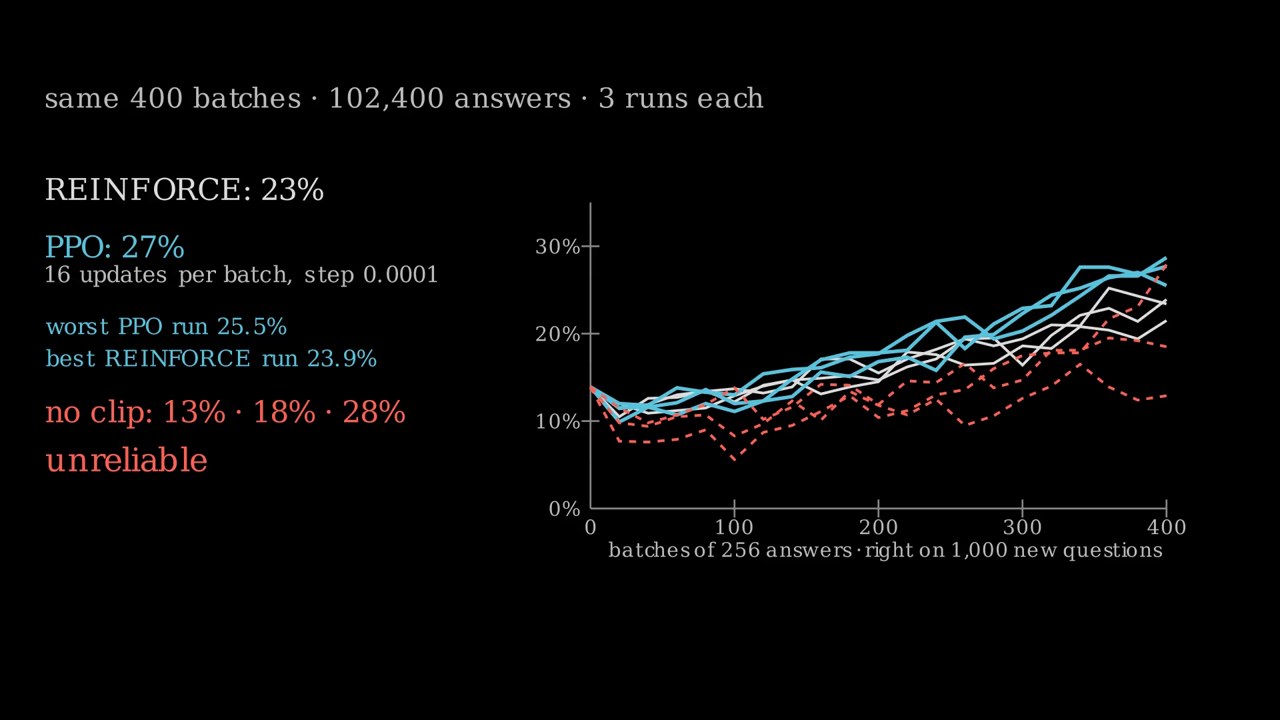 same 400 batches · 102,400 answers · 3 runs each
REINFORCE: 23%
PPO: 27%
16 updates per batch, step 0.0001
worst PPO run 25.5%
best REINFORCE run 23.9%
no clip: 13% · 18% · 28%
unreliable
30%
20%
10%
0%
0 100 200 300 400
batches of 256 answers · right on 1,000 new questions